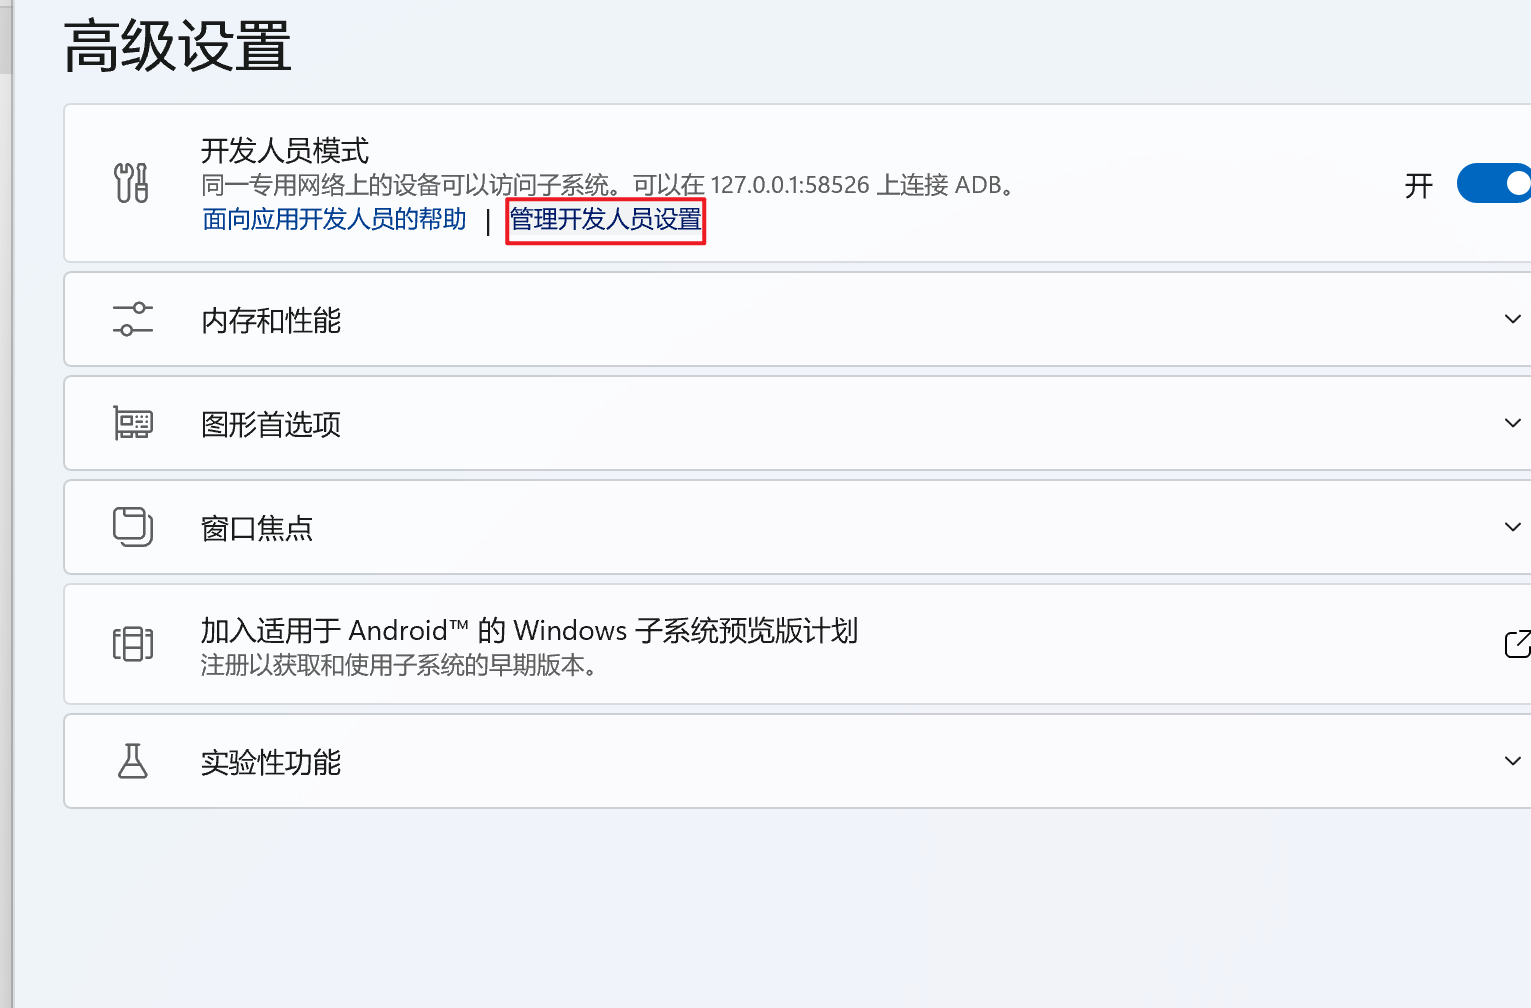 高级设置
开发人员模式
同一专用网络上的设备可以访问子系统。可以在 127.0.0.1:58526 上连接 ADB。
面向应用开发人员的帮助 | 管理开发人员设置
开
内存和性能
图形首选项
窗口焦点
加入适用于 Android™ 的 Windows 子系统预览版计划
注册以获取和使用子系统的早期版本。
实验性功能